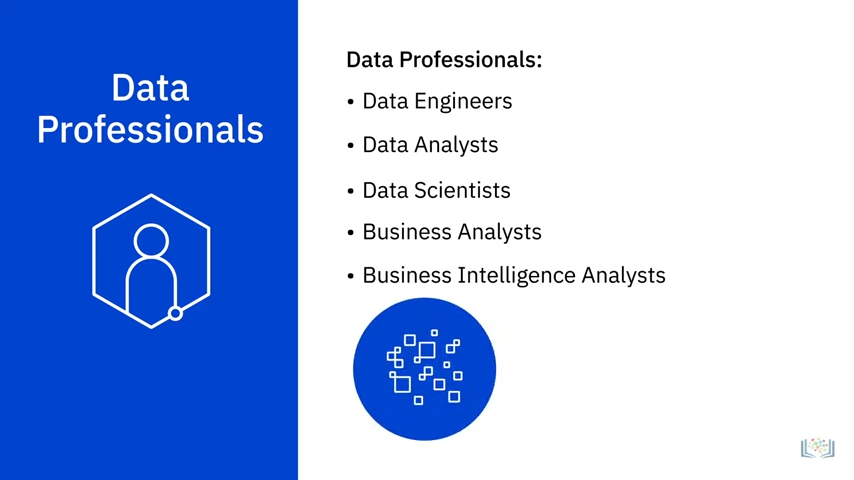 Data
Professionals
Data Professionals:
• Data Engineers
• Data Analysts
• Data Scientists
• Business Analysts
• Business Intelligence Analysts